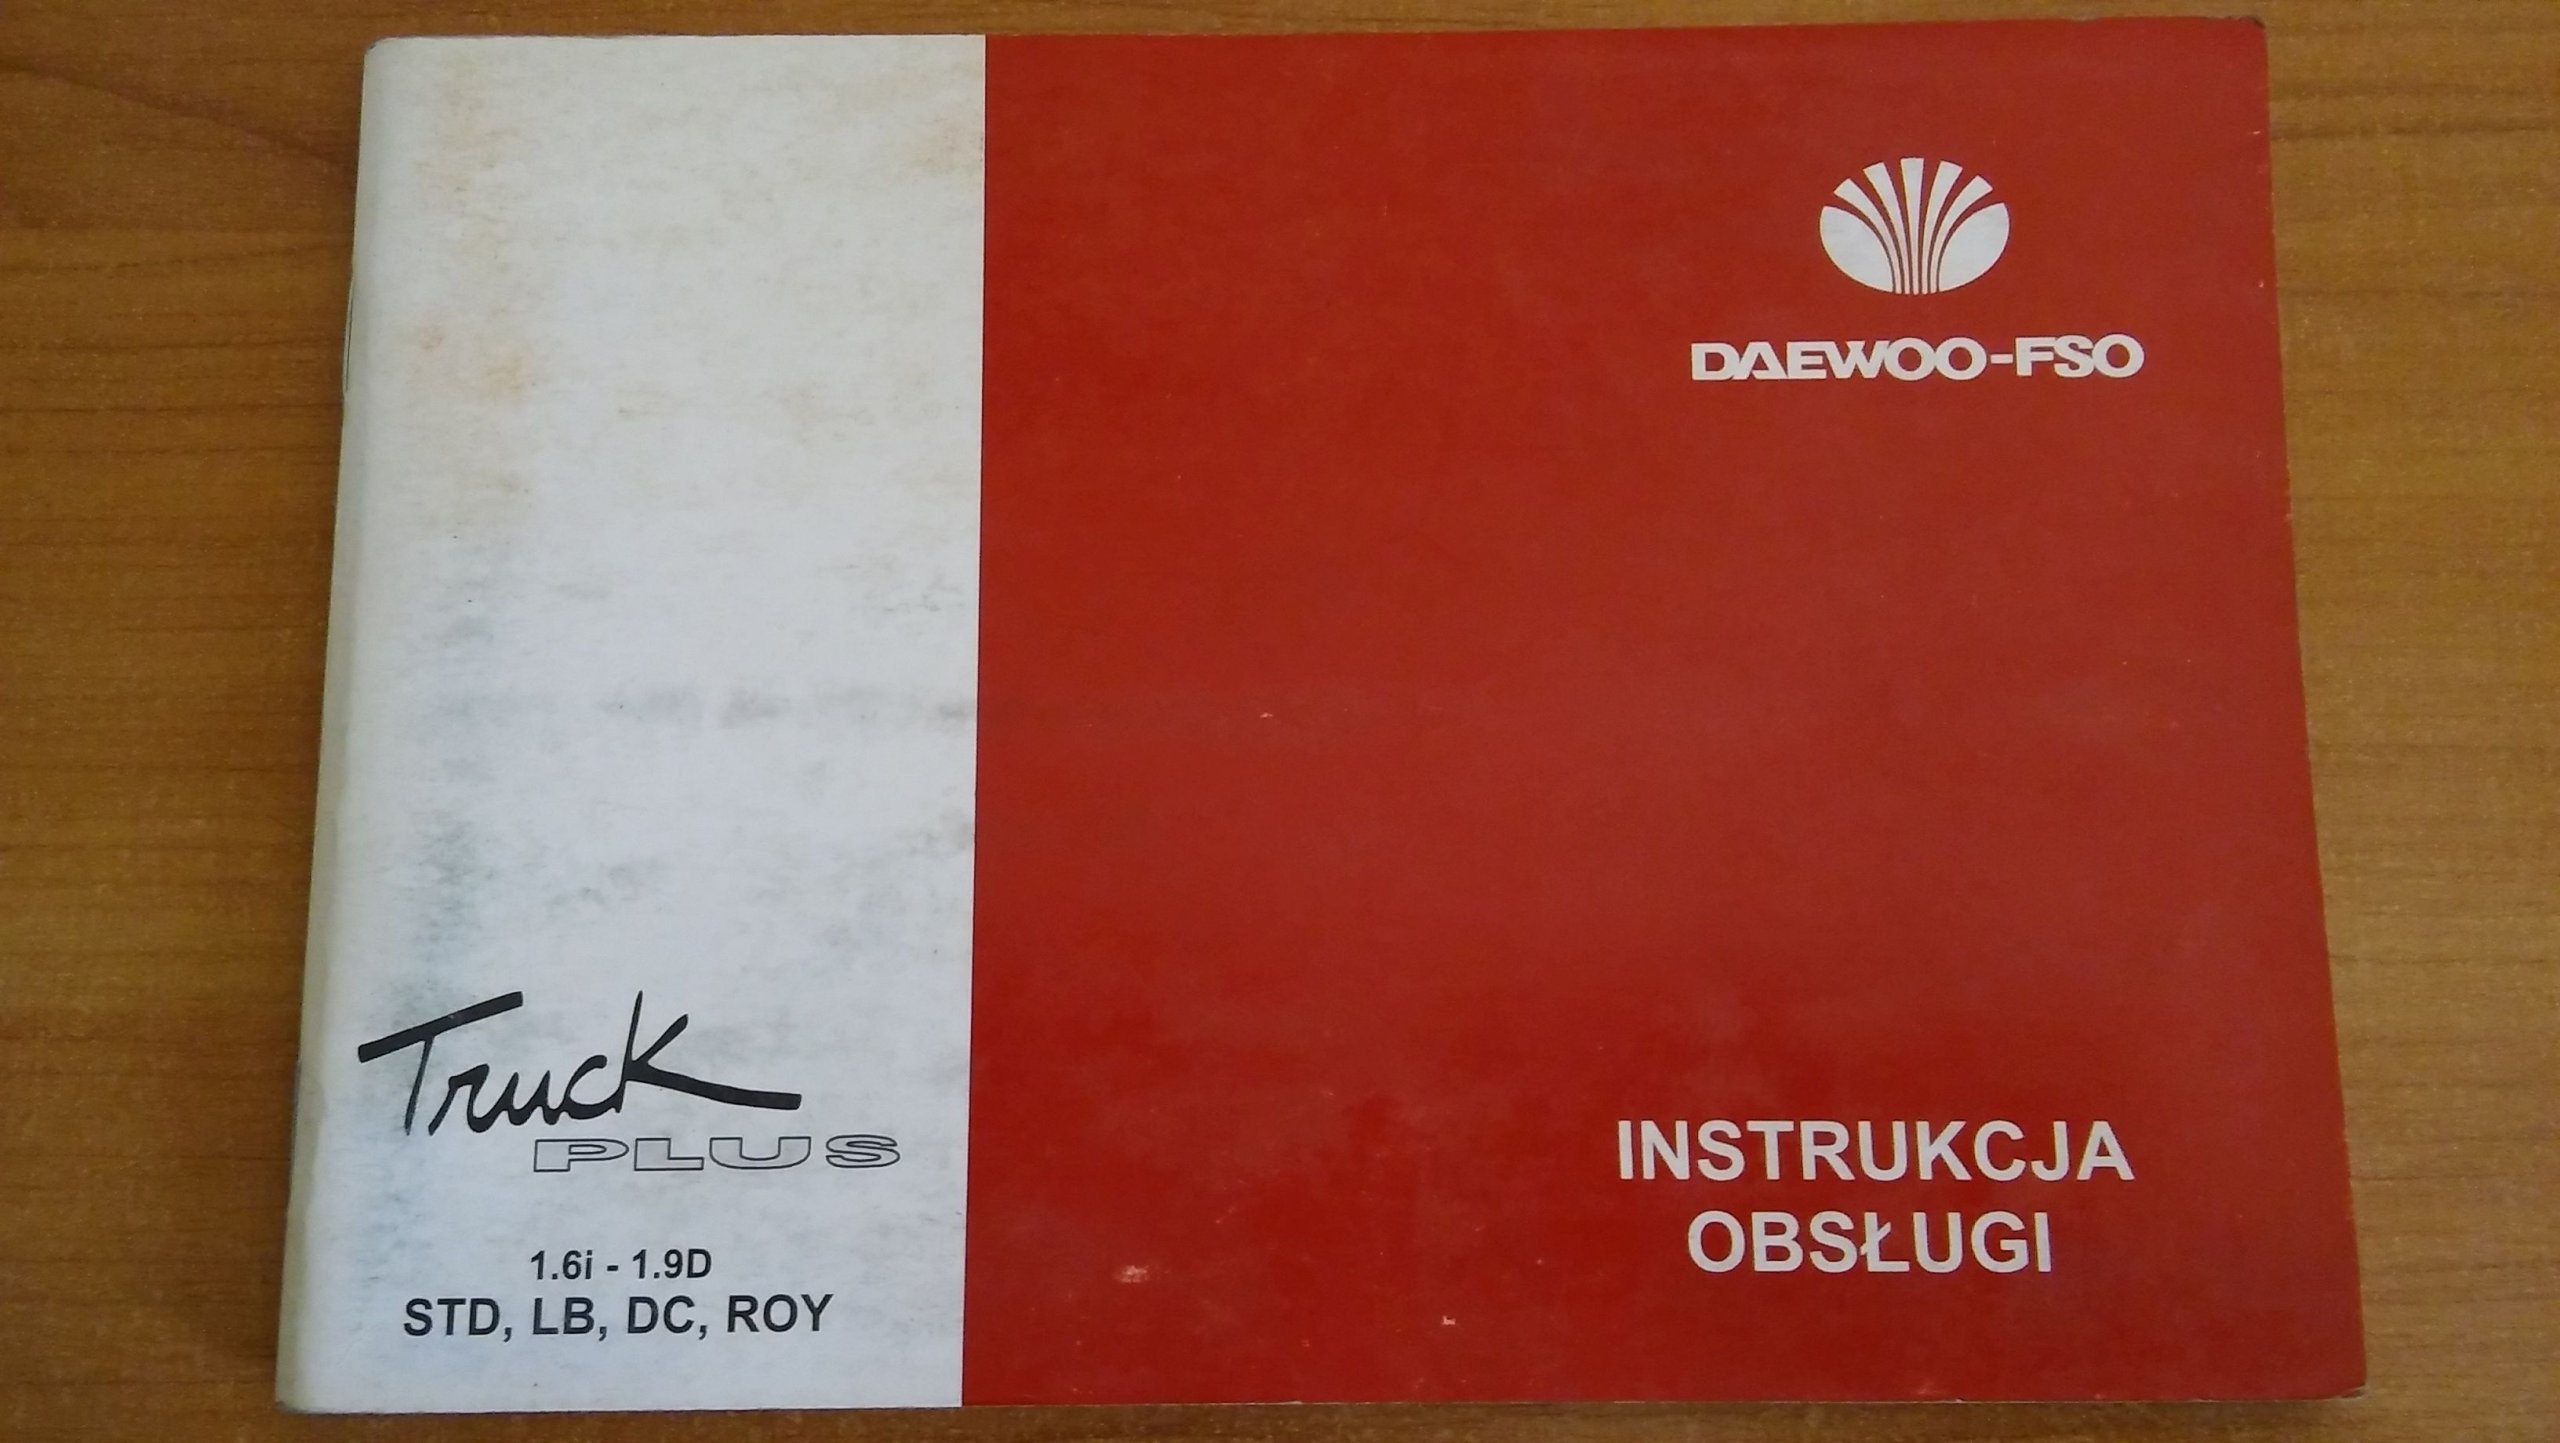 DAEWOO-FSO
Truck
PLUS
1.6i - 1.9D
STD, LB, DC, ROY
INSTRUKCJA
OBSŁUGI